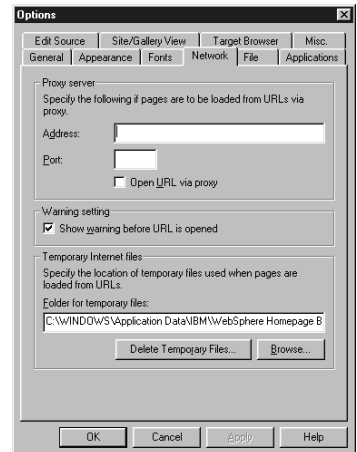 Options
Edit Source Site/Gallery View Target Browser Misc.
General Appearance Fonts Network File Applications
Proxy server
Specify the following if pages are to be loaded from URLs via
proxy.
Address:
Port:
Open URL via proxy
Warning setting
Show warning before URL is opened
Temporary Internet files
Specify the location of temporary files used when pages are
loaded from URLs.
Folder for temporary files:
C:\WINDOWS\Application Data\IBM\WebSphere Homepage B
Delete Temporary Files... Browse...
OK Cancel Apply Help